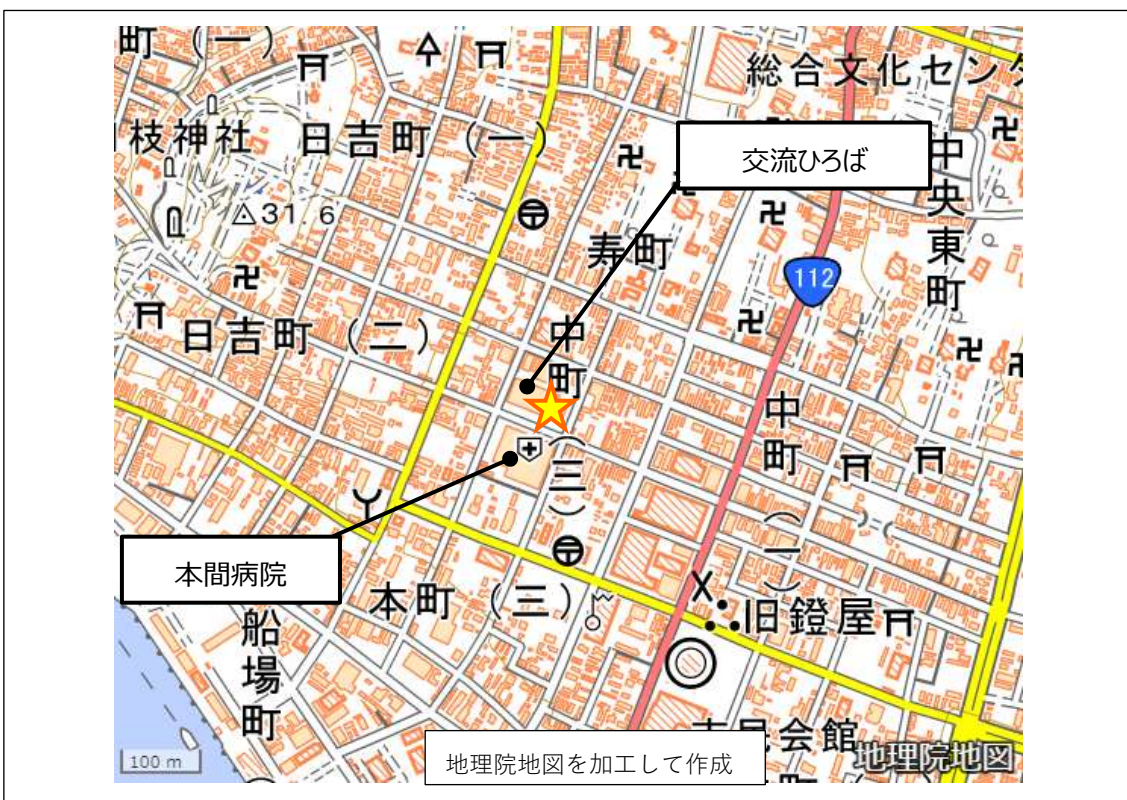 町（一）
総合文化センタ
枝神社
日吉町（一）
交流ひろば
中央東町
31 6
寿町
112
日吉町（二）
中町（三）
中町（一）
本間病院
本町（三）
旧鐙屋
船場町
会館
100 m
地理院地図を加工して作成
地理院地図